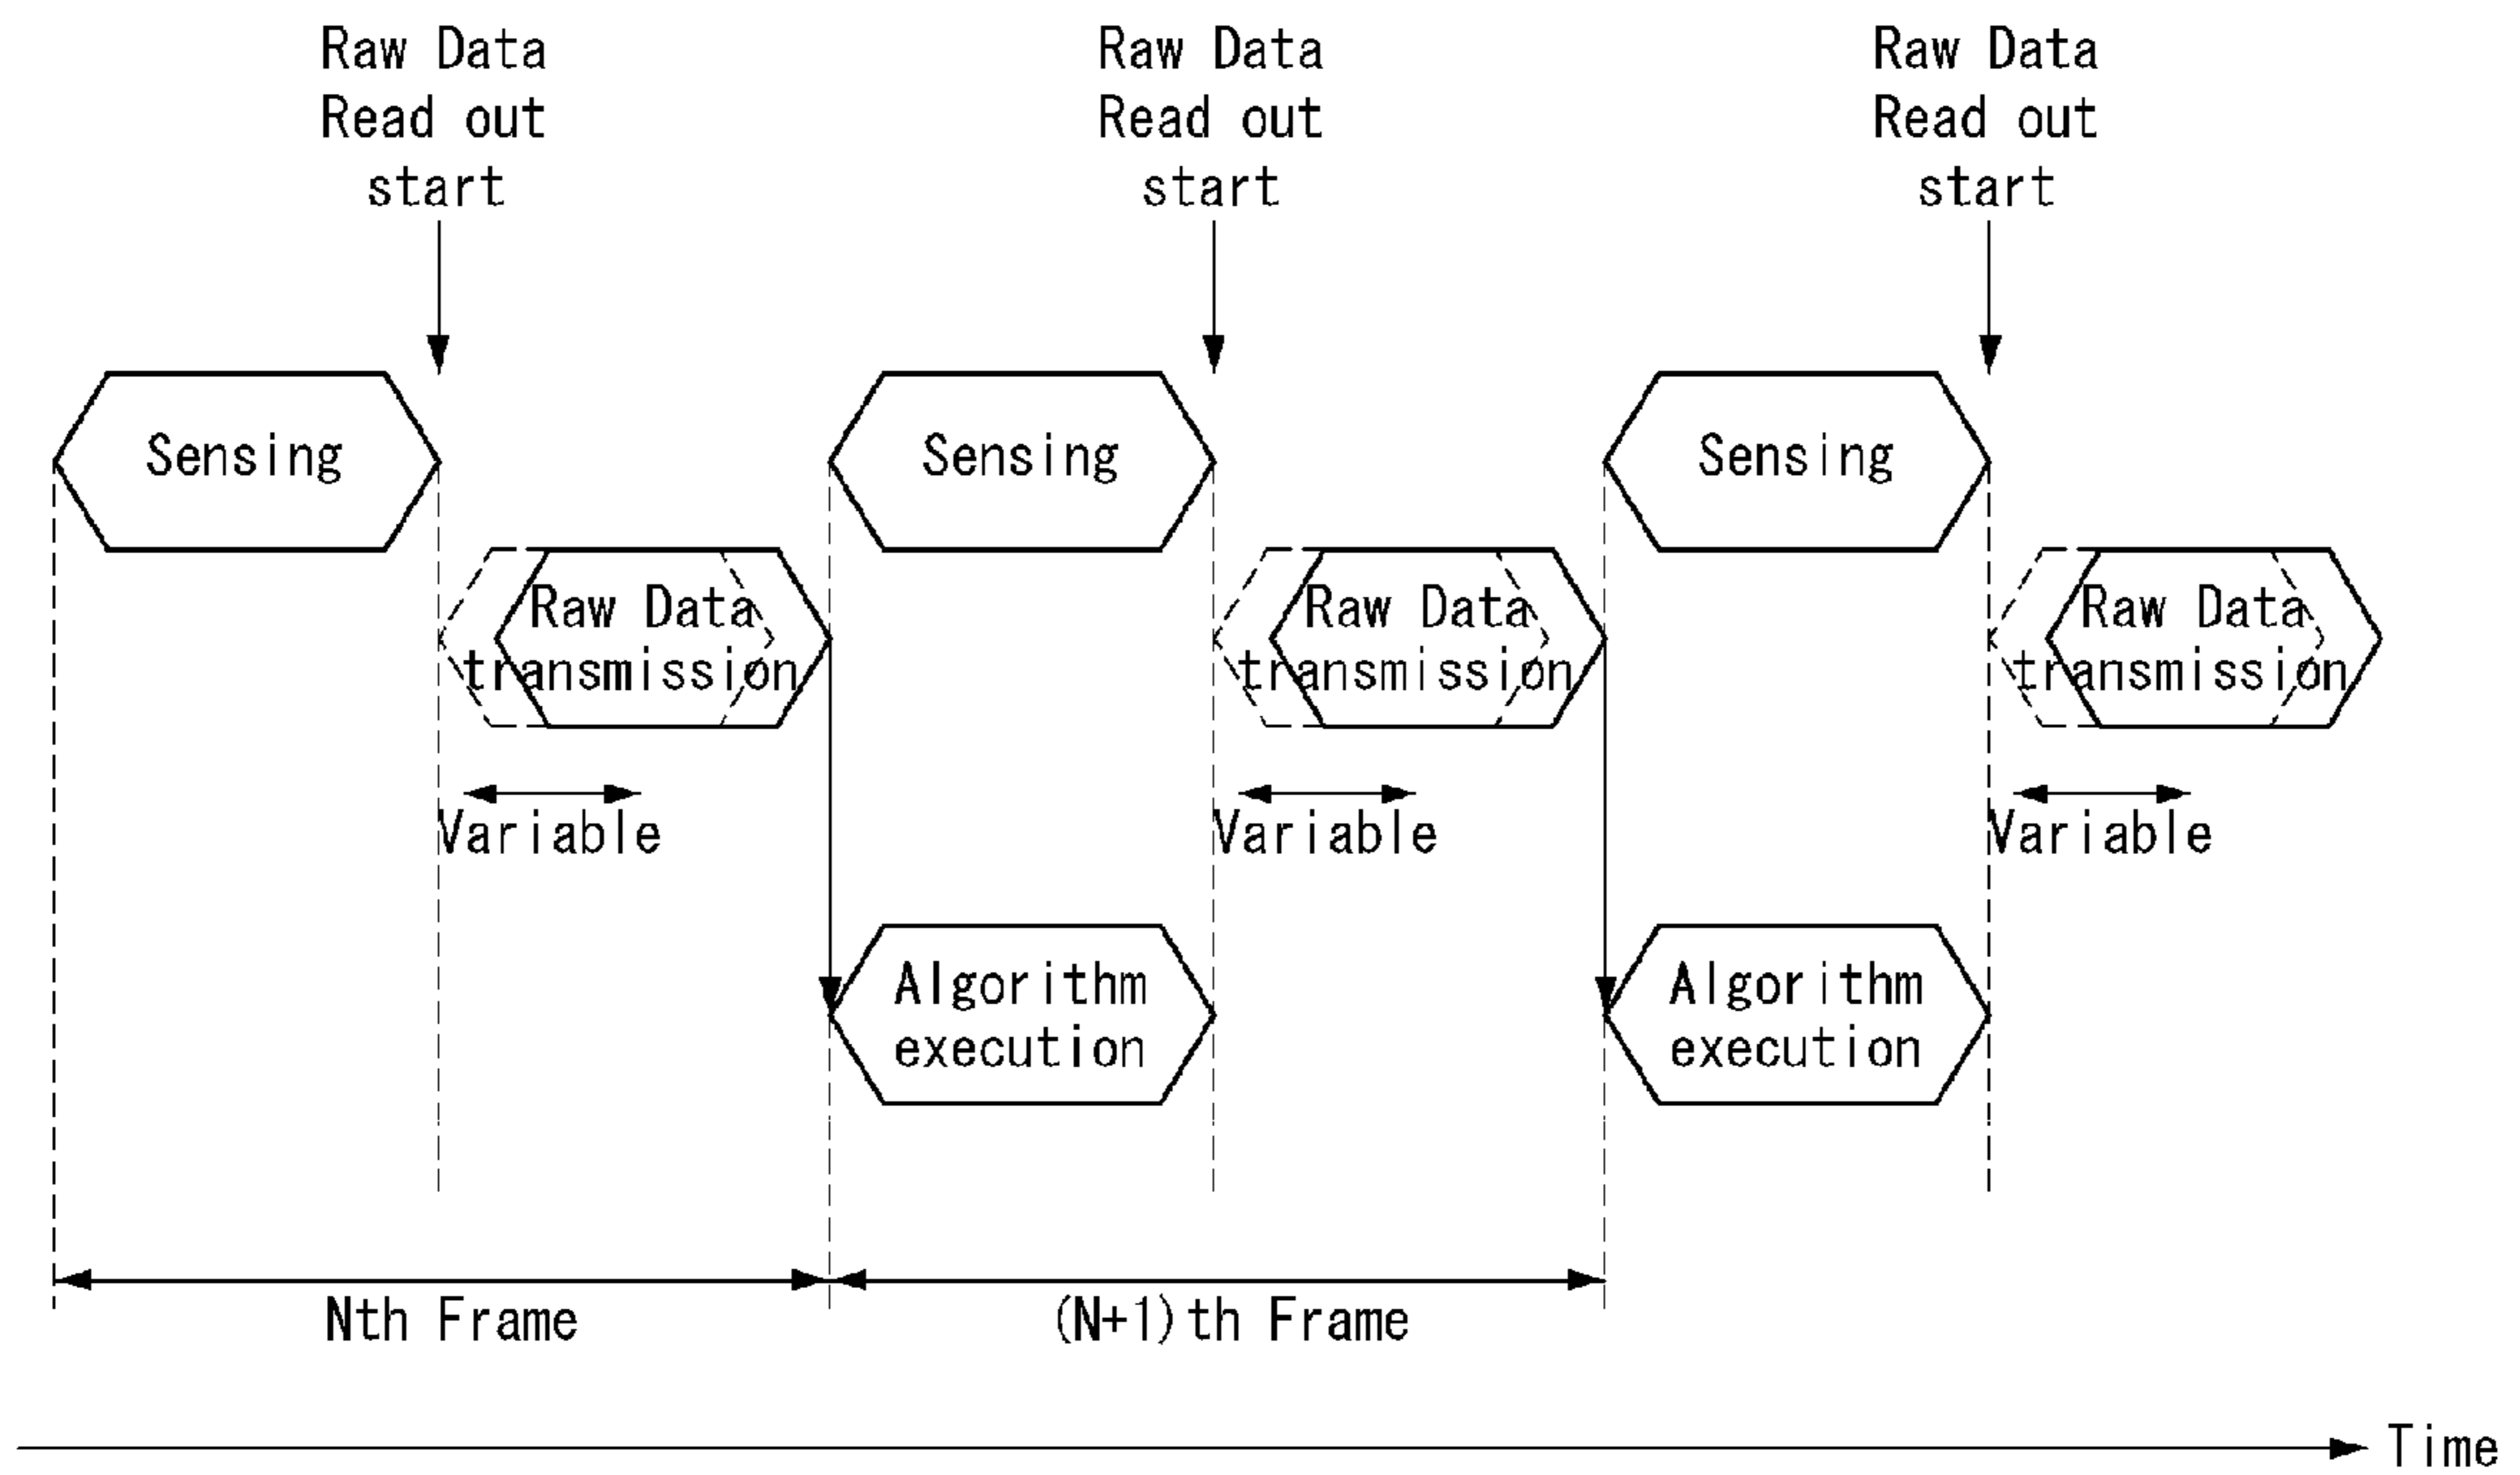 Raw Data
Read out
start
Raw Data
Read out
start
Raw Data
Read out
start
Sensing
Sensing
Sensing
Raw Data
transmission
Raw Data
transmission
Raw Data
transmission
Variable
Variable
Variable
Algorithm
execution
Algorithm
execution
Nth Frame
(N+1)th Frame
Time